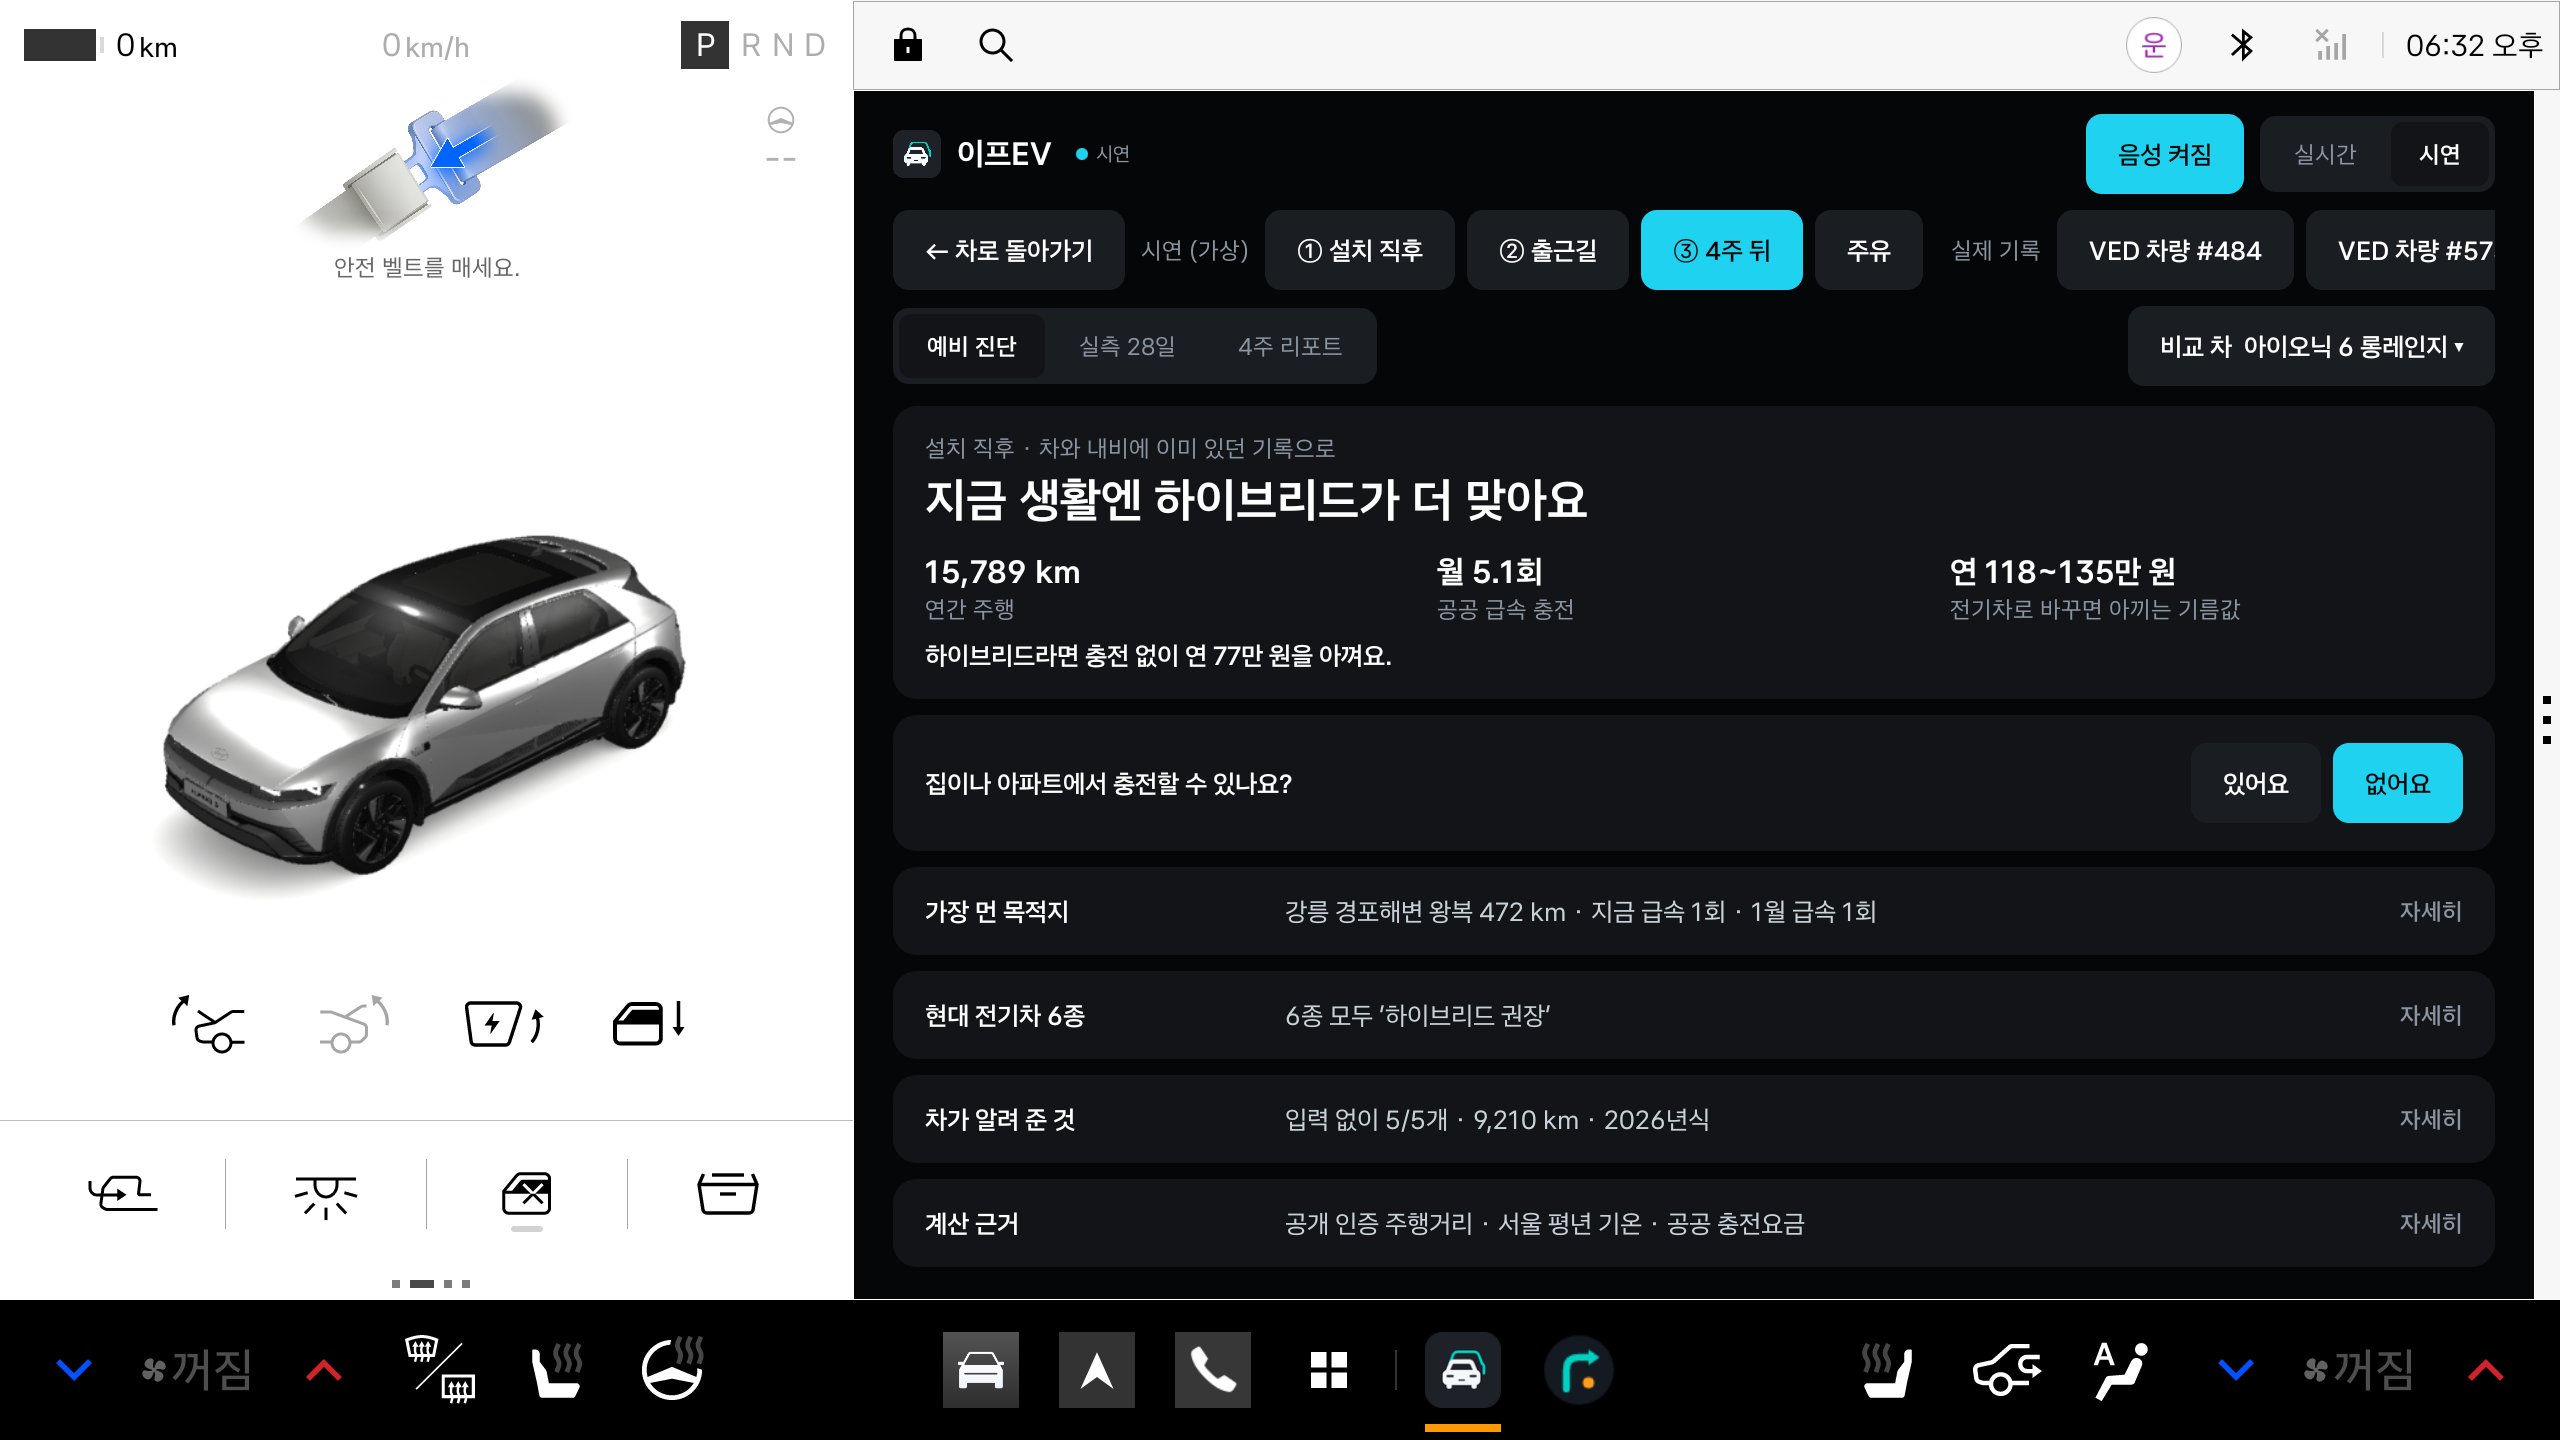 0 km
0 km/h
P R N D
안전 벨트를 매세요.
운
06:32 오후
이프EV
시연
음성 켜짐
실시간
시연
← 차로 돌아가기
시연 (가상)
① 설치 직후
② 출근길
③ 4주 뒤
주유
실제 기록
VED 차량 #484
VED 차량 #57
예비 진단
실측 28일
4주 리포트
비교 차 아이오닉 6 롱레인지 ▾
설치 직후 · 차와 내비에 이미 있던 기록으로
지금 생활엔 하이브리드가 더 맞아요
15,789 km
연간 주행
월 5.1회
공공 급속 충전
연 118~135만 원
전기차로 바꾸면 아끼는 기름값
하이브리드라면 충전 없이 연 77만 원을 아껴요.
집이나 아파트에서 충전할 수 있나요?
있어요
없어요
가장 먼 목적지
강릉 경포해변 왕복 472 km · 지금 급속 1회 · 1월 급속 1회
자세히
현대 전기차 6종
6종 모두 '하이브리드 권장'
자세히
차가 알려 준 것
입력 없이 5/5개 · 9,210 km · 2026년식
자세히
계산 근거
공개 인증 주행거리 · 서울 평년 기온 · 공공 충전요금
자세히
꺼짐
A
꺼짐